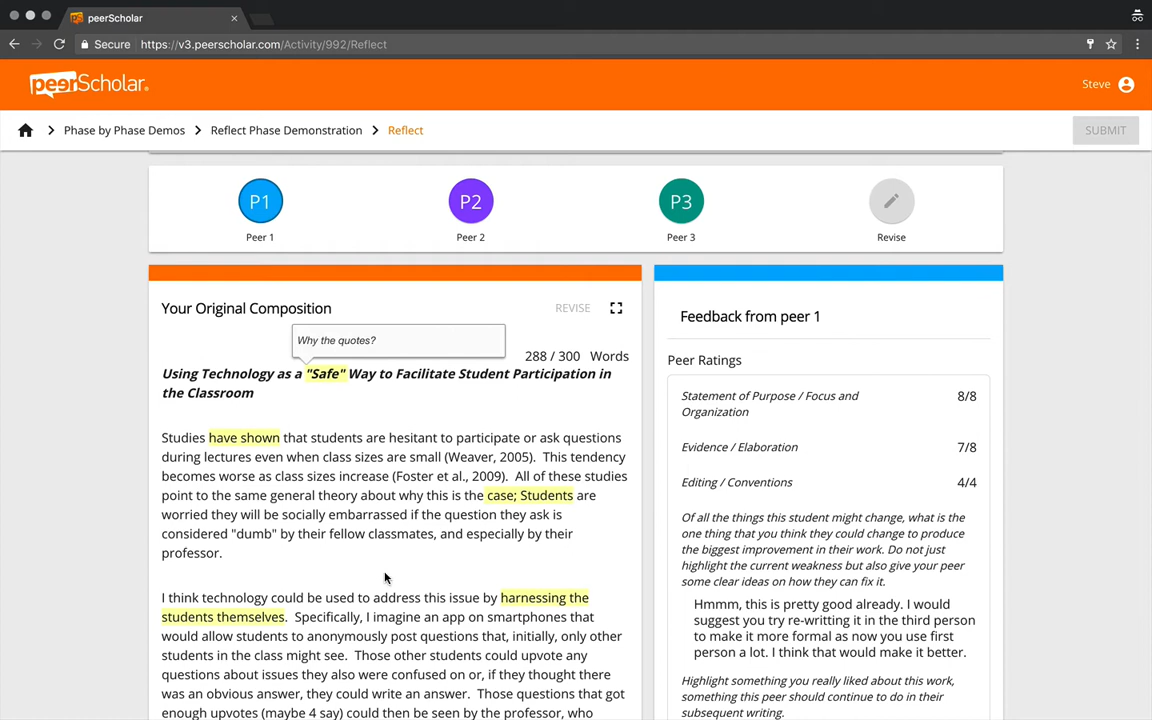 peerScholar
Secure
https://v3.peerscholar.com/Activity/992/Reflect
peerScholar
Steve
Phase by Phase Demos
Reflect Phase Demonstration
Reflect
SUBMIT
P1
P2
P3
Peer 1
Peer 2
Peer 3
Revise
Your Original Composition
REVISE
Why the quotes?
288 / 300 Words
Using Technology as a "Safe" Way to Facilitate Student Participation in
the Classroom
Studies have shown that students are hesitant to participate or ask questions
during lectures even when class sizes are small (Weaver, 2005). This tendency
becomes worse as class sizes increase (Foster et al., 2009). All of these studies
point to the same general theory about why this is the case; Students are
worried they will be socially embarrassed if the question they ask is
considered "dumb" by their fellow classmates, and especially by their
professor.
I think technology could be used to address this issue by harnessing the
students themselves. Specifically, I imagine an app on smartphones that
would allow students to anonymously post questions that, initially, only other
students in the class might see. Those other students could upvote any
questions about issues they also were confused on or, if they thought there
was an obvious answer, they could write an answer. Those questions that got
enough upvotes (maybe 4 say) could then be seen by the professor, who
Feedback from peer 1
Peer Ratings
Statement of Purpose / Focus and
Organization
8/8
Evidence / Elaboration
7/8
Editing / Conventions
4/4
Of all the things this student might change, what is the
one thing that you think they could change to produce
the biggest improvement in their work. Do not just
highlight the current weakness but also give your peer
some clear ideas on how they can fix it.
Hmmm, this is pretty good already. I would
suggest you try re-writing it in the third person
to make it more formal as now you use first
person a lot. I think that would make it better.
Highlight something you really liked about this work,
something this peer should continue to do in their
subsequent writing.